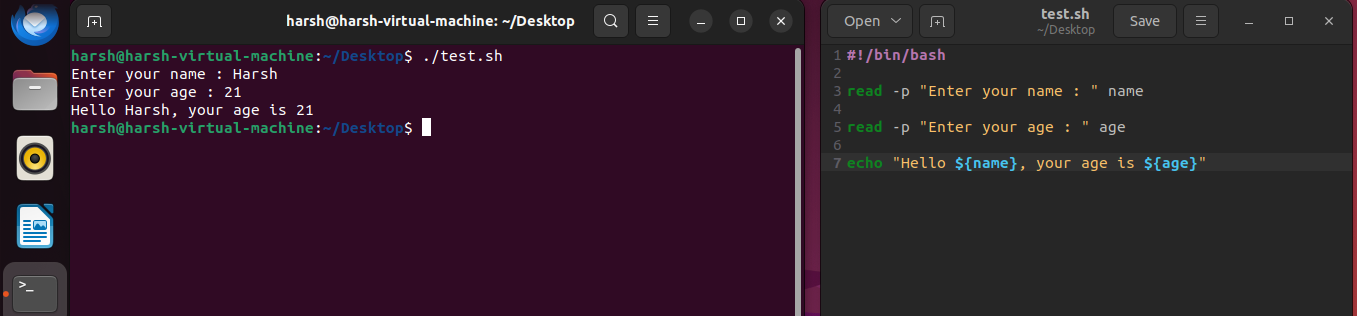 harsh@harsh-virtual-machine: ~/Desktop
harsh@harsh-virtual-machine:~/Desktop$ ./test.sh
Enter your name : Harsh
Enter your age : 21
Hello Harsh, your age is 21
harsh@harsh-virtual-machine:~/Desktop$
>_
Open
test.sh
~/Desktop
Save
1 #!/bin/bash
2
3 read -p "Enter your name : " name
4
5 read -p "Enter your age : " age
6
7 echo "Hello ${name}, your age is ${age}"